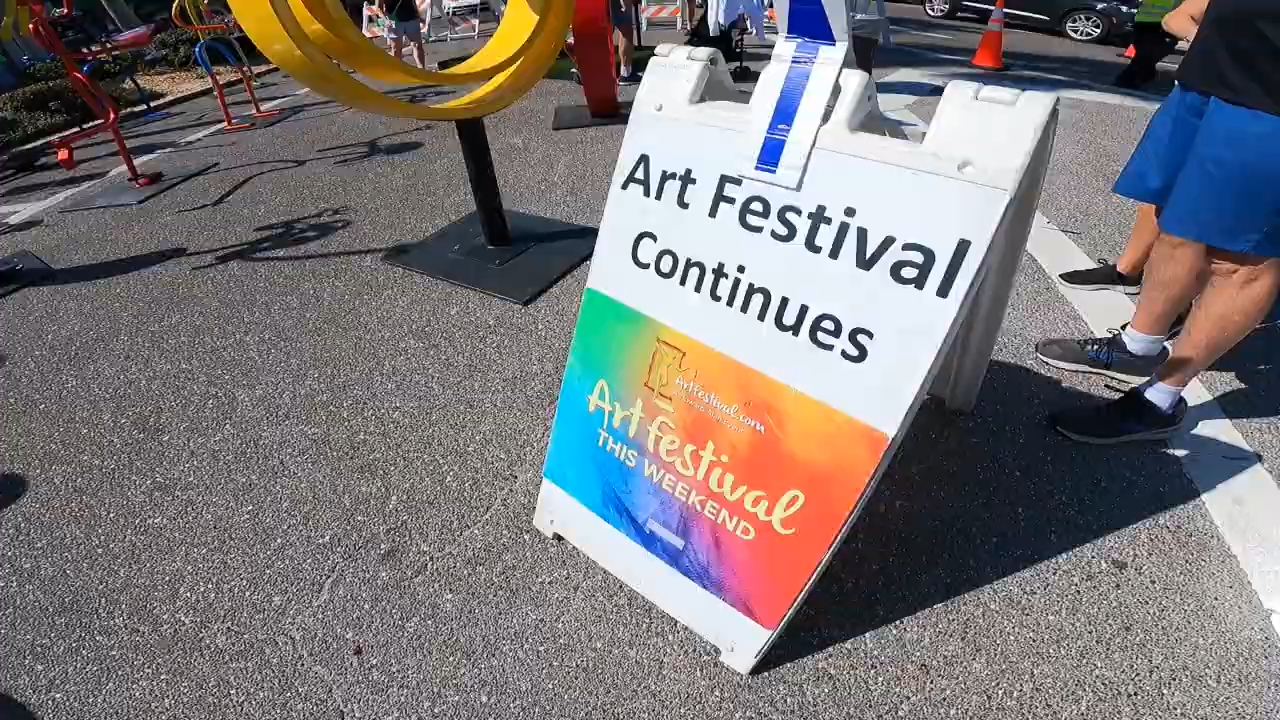 Art Festival
Continues
ArtFestival.com
Art Festival
THIS WEEKEND